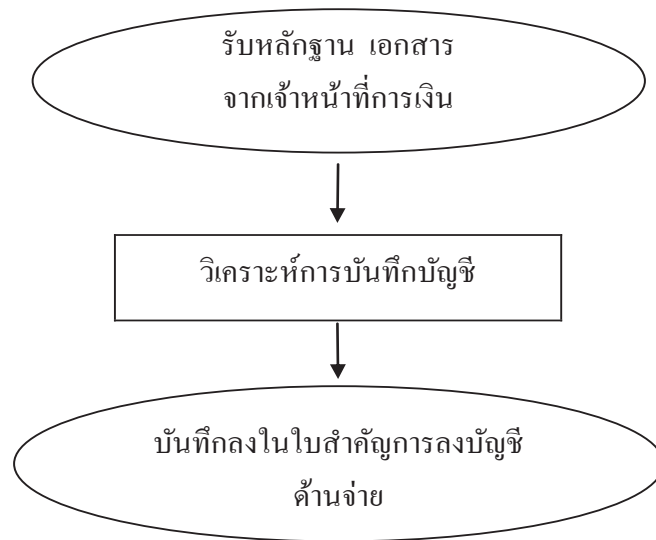 รับหลักฐาน เอกสาร
จากเจ้าหน้าที่การเงิน
วิเคราะห์การบันทึกบัญชี
บันทึกลงในใบสำคัญการลงบัญชี
ด้านจ่าย